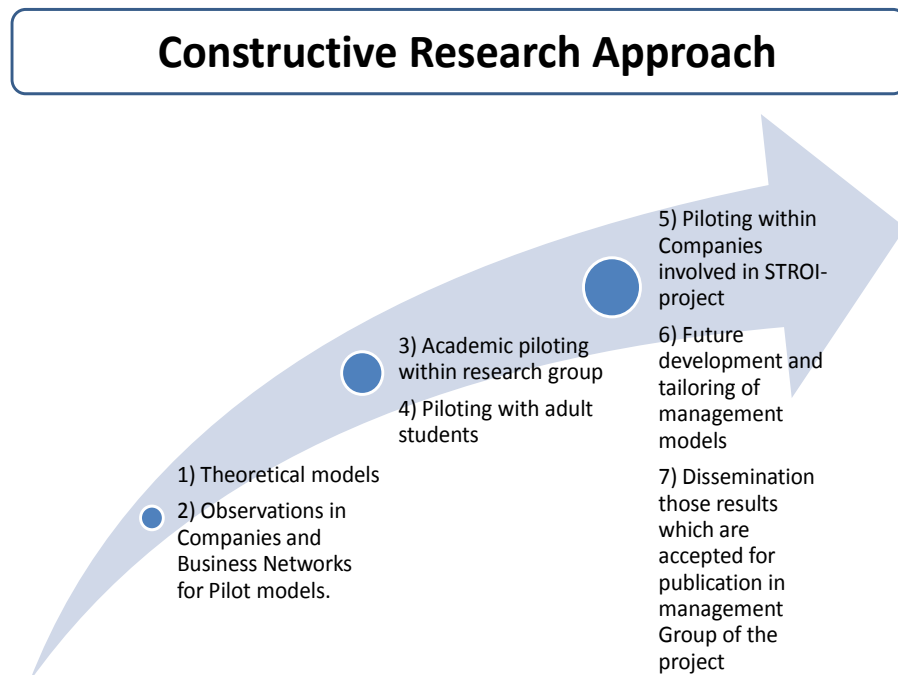 Constructive Research Approach
1) Theoretical models
2) Observations in
Companies and
Business Networks
for Pilot models.
3) Academic piloting
within research group
4) Piloting with adult
students
5) Piloting within
Companies
involved in STROI-
project
6) Future
development and
tailoring of
management
models
7) Dissemination
those results
which are
accepted for
publication in
management
Group of the
project